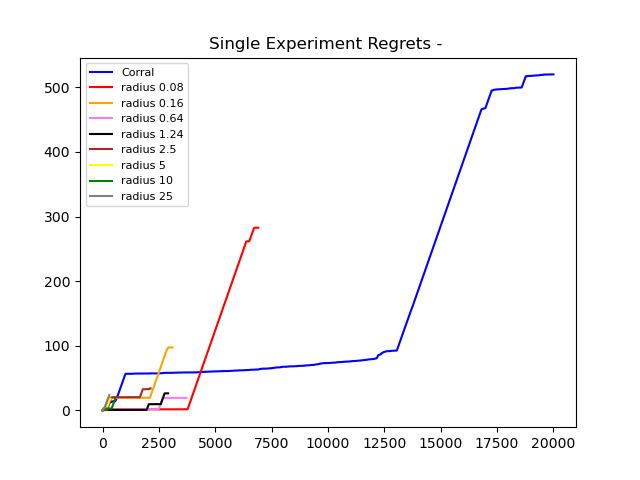 Single Experiment Regrets -
Corral
radius 0.08
radius 0.16
radius 0.64
radius 1.24
radius 2.5
radius 5
radius 10
radius 25
500
400
300
200
100
0
0 2500 5000 7500 10000 12500 15000 17500 20000